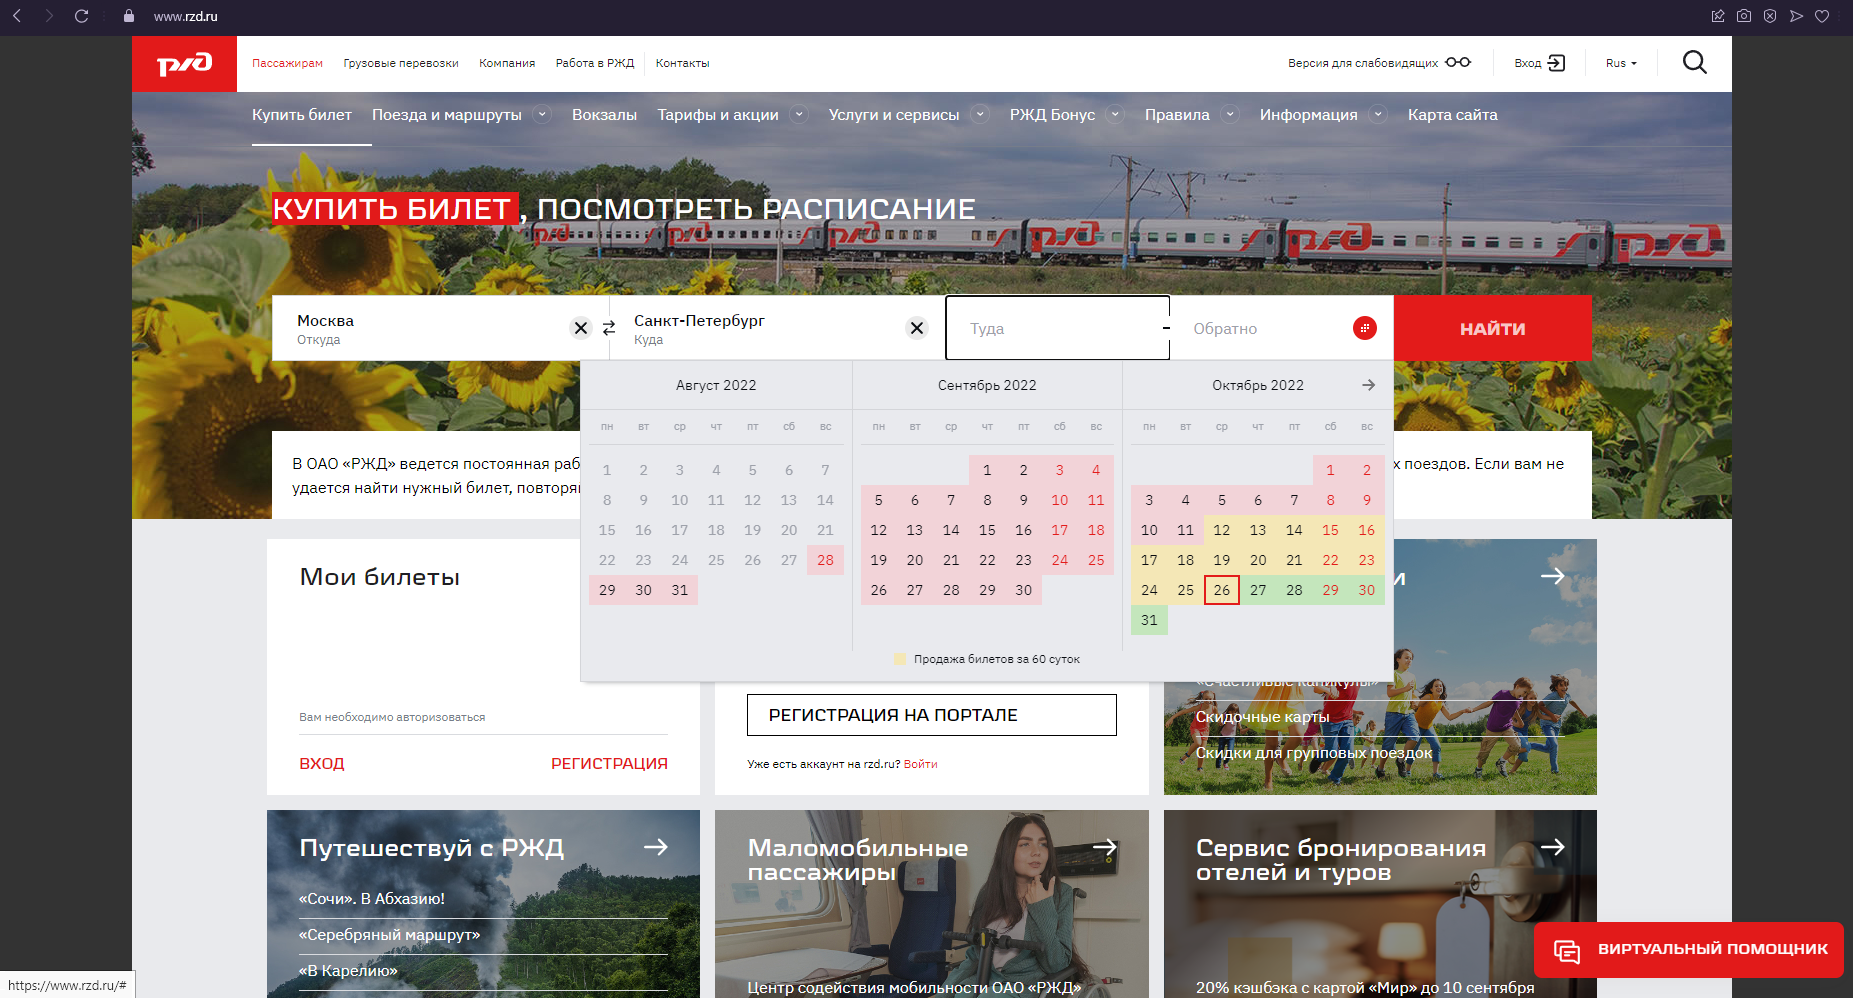 www.rzd.ru
Пассажирам Грузовые перевозки Компания Работа в РЖД Контакты Версия для слабовидящих Вход Rus
Купить билет Поезда и маршруты Вокзалы Тарифы и акции Услуги и сервисы РЖД Бонус Правила Информация Карта сайта
КУПИТЬ БИЛЕТ, ПОСМОТРЕТЬ РАСПИСАНИЕ
Москва
Откуда
Санкт-Петербург
Куда
Туда
Обратно
НАЙТИ
Август 2022
пн вт ср чт пт сб вс
1 2 3 4 5 6 7
8 9 10 11 12 13 14
15 16 17 18 19 20 21
22 23 24 25 26 27 28
29 30 31
Сентябрь 2022
пн вт ср чт пт сб вс
1 2 3 4
5 6 7 8 9 10 11
12 13 14 15 16 17 18
19 20 21 22 23 24 25
26 27 28 29 30
Октябрь 2022
пн вт ср чт пт сб вс
1 2
3 4 5 6 7 8 9
10 11 12 13 14 15 16
17 18 19 20 21 22 23
24 25 26 27 28 29 30
31
Продажа билетов за 60 суток
В ОАО «РЖД» ведется постоянная раб х поездов. Если вам не
удается найти нужный билет, повторя
Мои билеты
Вам необходимо авторизоваться
ВХОД РЕГИСТРАЦИЯ
РЕГИСТРАЦИЯ НА ПОРТАЛЕ
Уже есть аккаунт на rzd.ru? Войти
и
«Счастливые каникулы»
Скидочные карты
Скидки для групповых поездок
Путешествуй с РЖД
«Сочи». В Абхазию!
«Серебряный маршрут»
«В Карелию»
Маломобильные
пассажиры
Центр содействия мобильности ОАО «РЖД»
Сервис бронирования
отелей и туров
20% кэшбэка с картой «Мир» до 10 сентября
ВИРТУАЛЬНЫЙ ПОМОЩНИК
https://www.rzd.ru/#